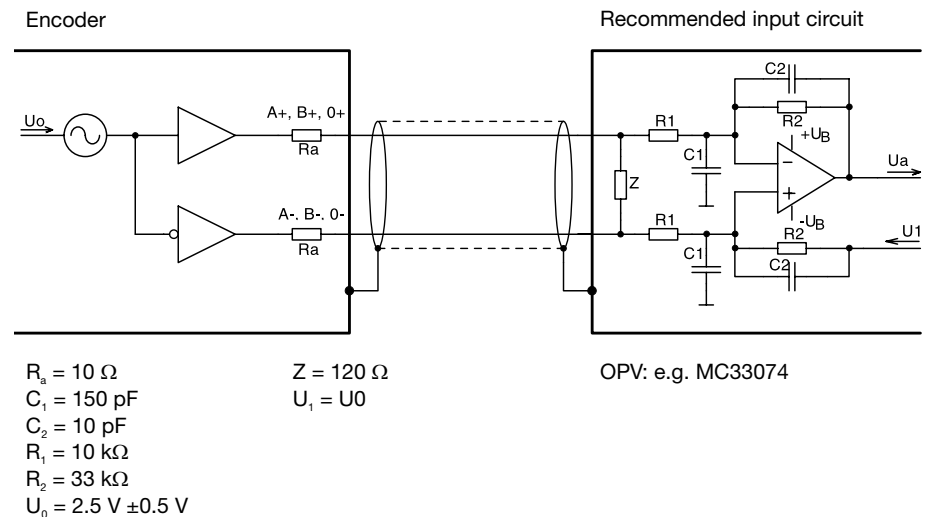 Encoder
Recommended input circuit
Uo
A+, B+, 0+
Ra
A-. B-. 0-
Ra
Z
R1
C1
R1
C1
C2
R2
+UB
-
+
Ua
-UB
R2
U1
C2
Ra = 10 Ω
C1 = 150 pF
C2 = 10 pF
R1 = 10 kΩ
R2 = 33 kΩ
U0 = 2.5 V ±0.5 V
Z = 120 Ω
U1 = U0
OPV: e.g. MC33074